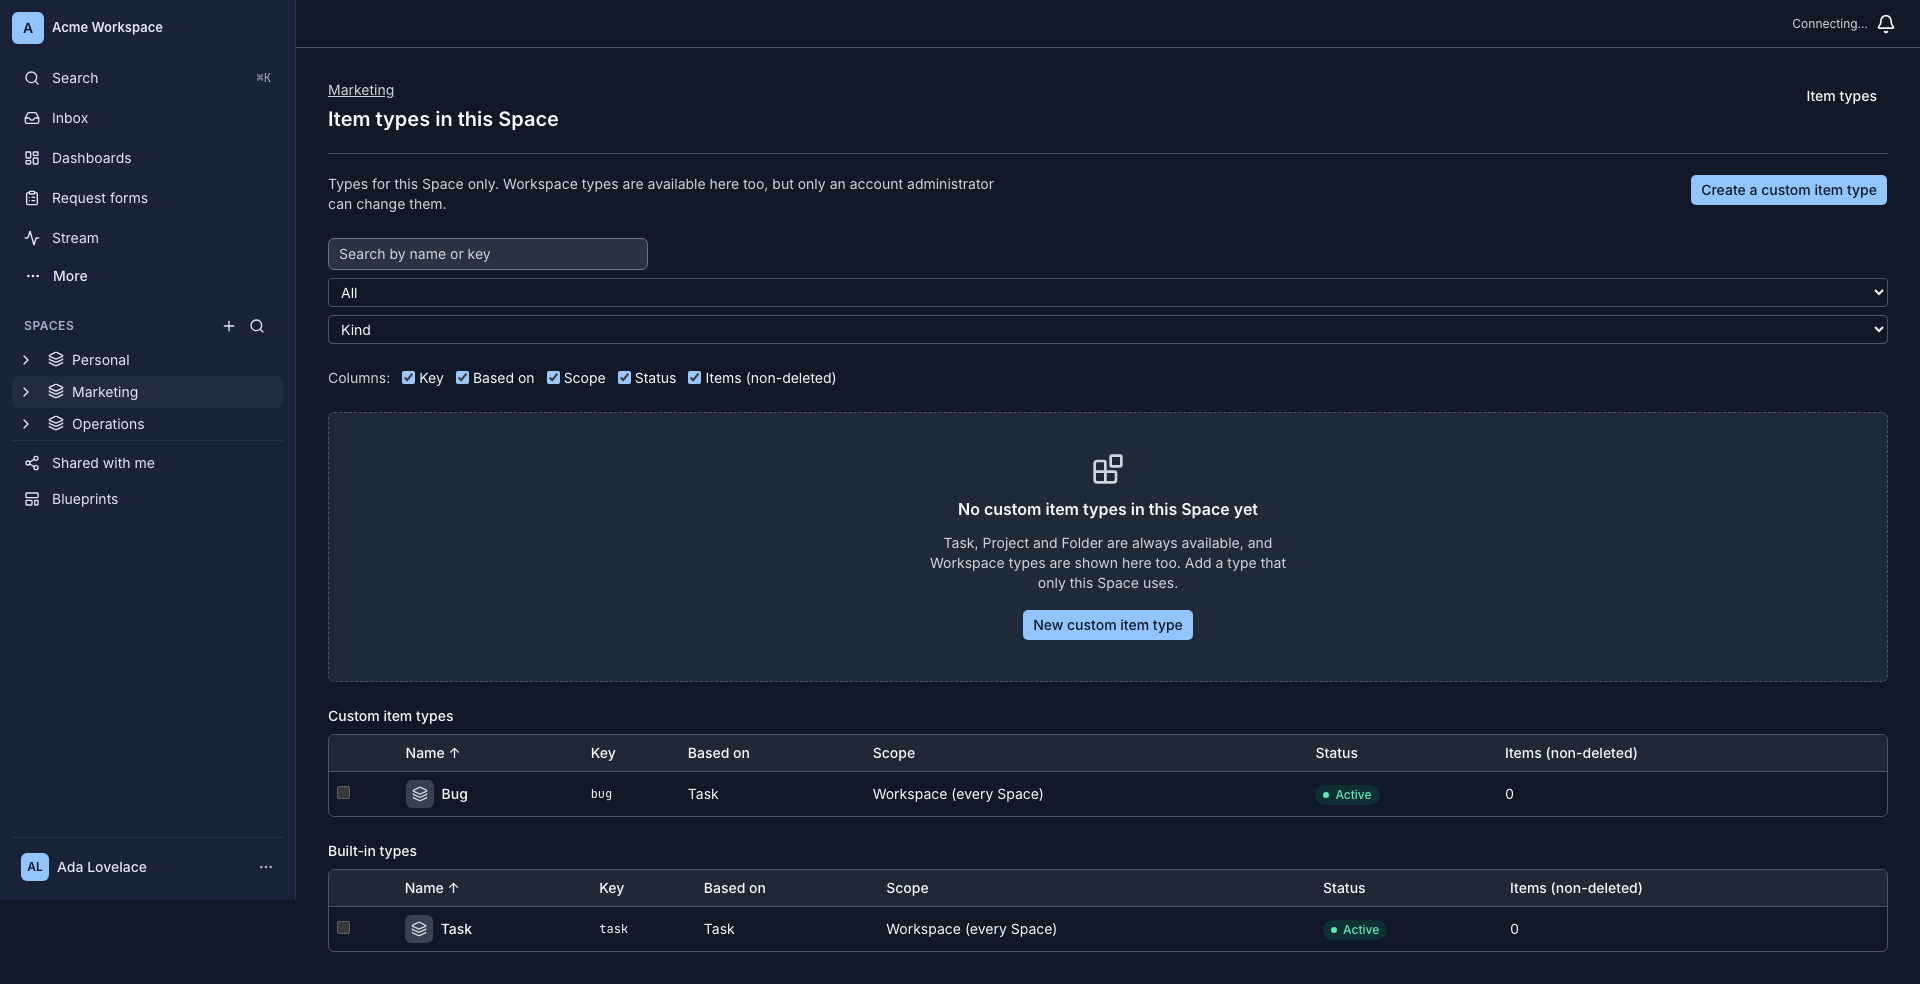 A Acme Workspace
Connecting...
Search ⌘K
Inbox
Dashboards
Request forms
Stream
More
SPACES
Personal
Marketing
Operations
Shared with me
Blueprints
AL Ada Lovelace
Marketing
Item types in this Space
Item types
Types for this Space only. Workspace types are available here too, but only an account administrator
can change them.
Create a custom item type
Search by name or key
All
Kind
Columns: Key Based on Scope Status Items (non-deleted)
No custom item types in this Space yet
Task, Project and Folder are always available, and
Workspace types are shown here too. Add a type that
only this Space uses.
New custom item type
Custom item types
Name ↑ Key Based on Scope Status Items (non-deleted)
Bug bug Task Workspace (every Space) Active 0
Built-in types
Name ↑ Key Based on Scope Status Items (non-deleted)
Task task Task Workspace (every Space) Active 0